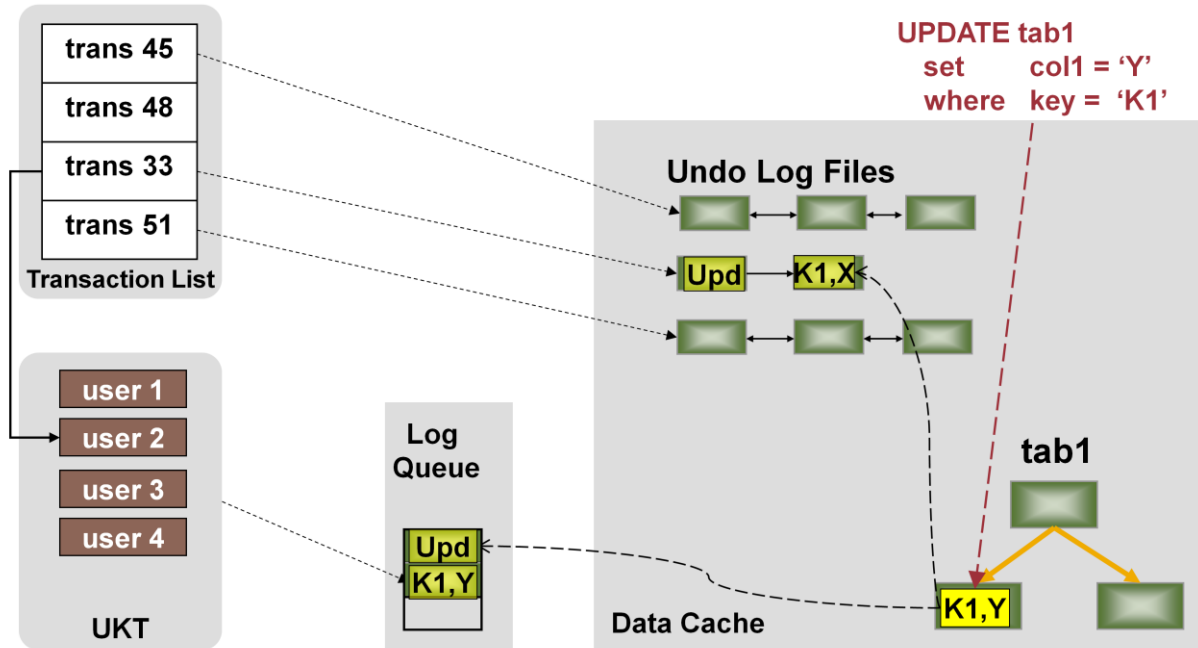 trans 45
trans 48
trans 33
trans 51
Transaction List
UPDATE tab1
set col1 = ‘Y’
where key = ‘K1’
Undo Log Files
Upd
K1,X
user 1
user 2
user 3
user 4
UKT
Log
Queue
Upd
K1,Y
tab1
K1,Y
Data Cache